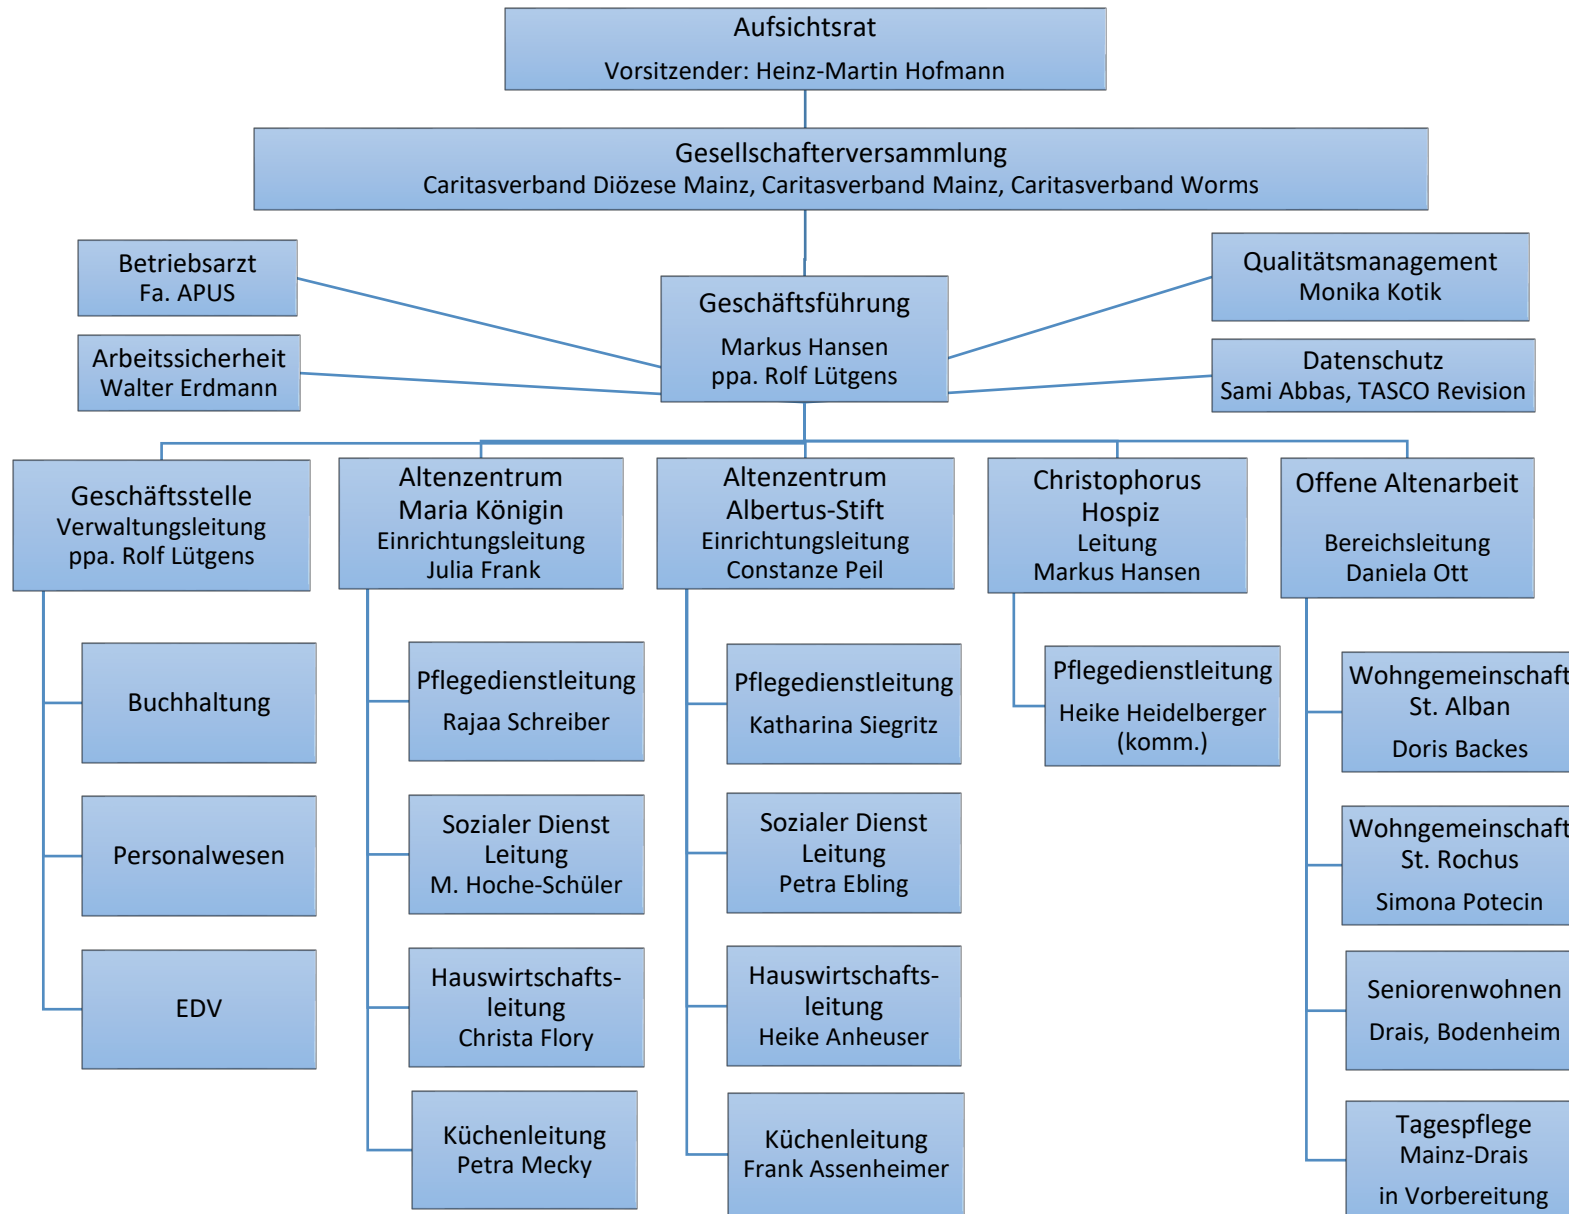 Aufsichtsrat
Vorsitzender: Heinz-Martin Hofmann
Gesellschafterversammlung
Caritasverband Diözese Mainz, Caritasverband Mainz, Caritasverband Worms
Betriebsarzt
Fa. APUS
Qualitätsmanagement
Monika Kotik
Geschäftsführung
Markus Hansen
ppa. Rolf Lütgens
Arbeitssicherheit
Walter Erdmann
Datenschutz
Sami Abbas, TASCO Revision
Geschäftsstelle
Verwaltungsleitung
ppa. Rolf Lütgens
Altenzentrum
Maria Königin
Einrichtungsleitung
Julia Frank
Altenzentrum
Albertus-Stift
Einrichtungsleitung
Constanze Peil
Christophorus
Hospiz
Leitung
Markus Hansen
Offene Altenarbeit
Bereichsleitung
Daniela Ott
Buchhaltung
Personalwesen
EDV
Pflegedienstleitung
Rajaa Schreiber
Sozialer Dienst
Leitung
M. Hoche-Schüler
Hauswirtschafts-
leitung
Christa Flory
Küchenleitung
Petra Mecky
Pflegedienstleitung
Katharina Siegritz
Sozialer Dienst
Leitung
Petra Ebling
Hauswirtschafts-
leitung
Heike Anheuser
Küchenleitung
Frank Assenheimer
Pflegedienstleitung
Heike Heidelberger
(komm.)
Wohngemeinschaft
St. Alban
Doris Backes
Wohngemeinschaft
St. Rochus
Simona Potecin
Seniorenwohnen
Drais, Bodenheim
Tagespflege
Mainz-Drais
in Vorbereitung